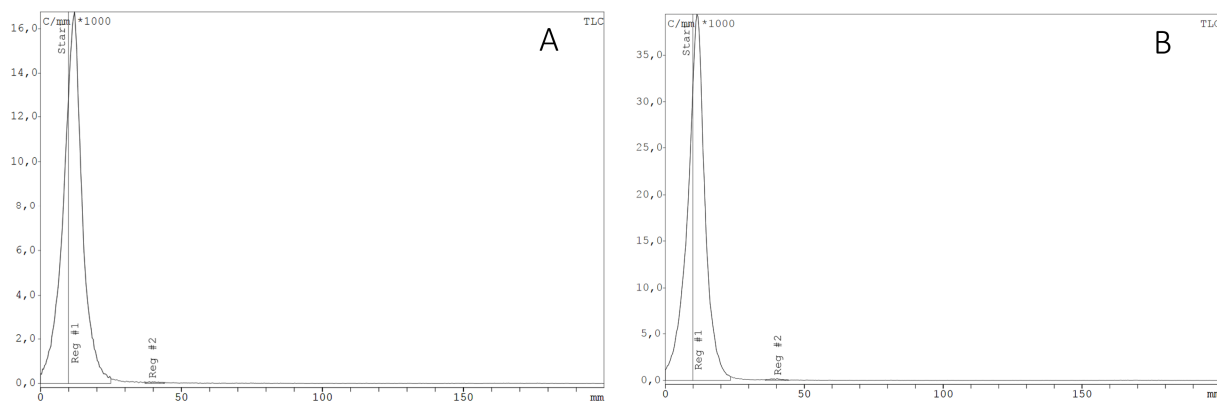 C/mm *1000
TLC
A
Start
16,0
14,0
12,0
10,0
8,0
6,0
4,0
2,0
0,0
Reg #1
Reg #2
0
50
100
150
mm
C/mm *1000
TLC
B
Start
35,0
30,0
25,0
20,0
15,0
10,0
5,0
0,0
Reg #1
Reg #2
0
50
100
150
mm